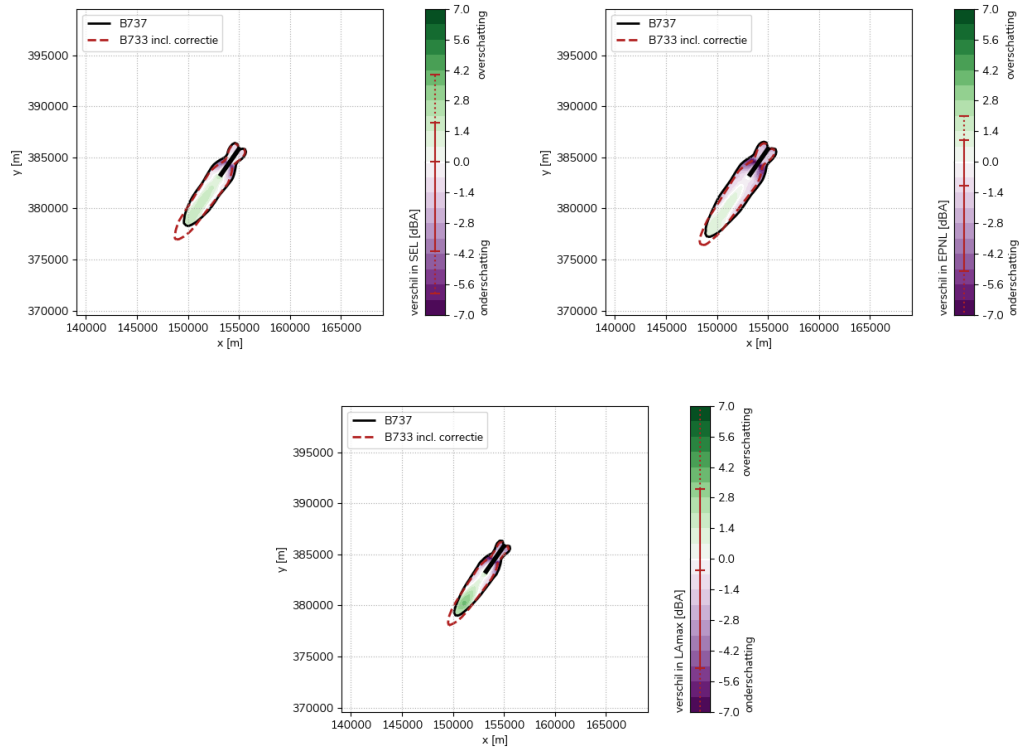 B737
B733 incl. correctie
395000
390000
385000
380000
375000
370000
y [m]
140000 145000 150000 155000 160000 165000
x [m]
7.0
5.6
4.2
2.8
1.4
0.0
-1.4
-2.8
-4.2
-5.6
-7.0
verschil in SEL [dBA]
overschatting
onderschatting
B737
B733 incl. correctie
395000
390000
385000
380000
375000
370000
y [m]
140000 145000 150000 155000 160000 165000
x [m]
7.0
5.6
4.2
2.8
1.4
0.0
-1.4
-2.8
-4.2
-5.6
-7.0
verschil in EPNL [dBA]
overschatting
onderschatting
B737
B733 incl. correctie
395000
390000
385000
380000
375000
370000
y [m]
140000 145000 150000 155000 160000 165000
x [m]
7.0
5.6
4.2
2.8
1.4
0.0
-1.4
-2.8
-4.2
-5.6
-7.0
verschil in LAmax [dBA]
overschatting
onderschatting